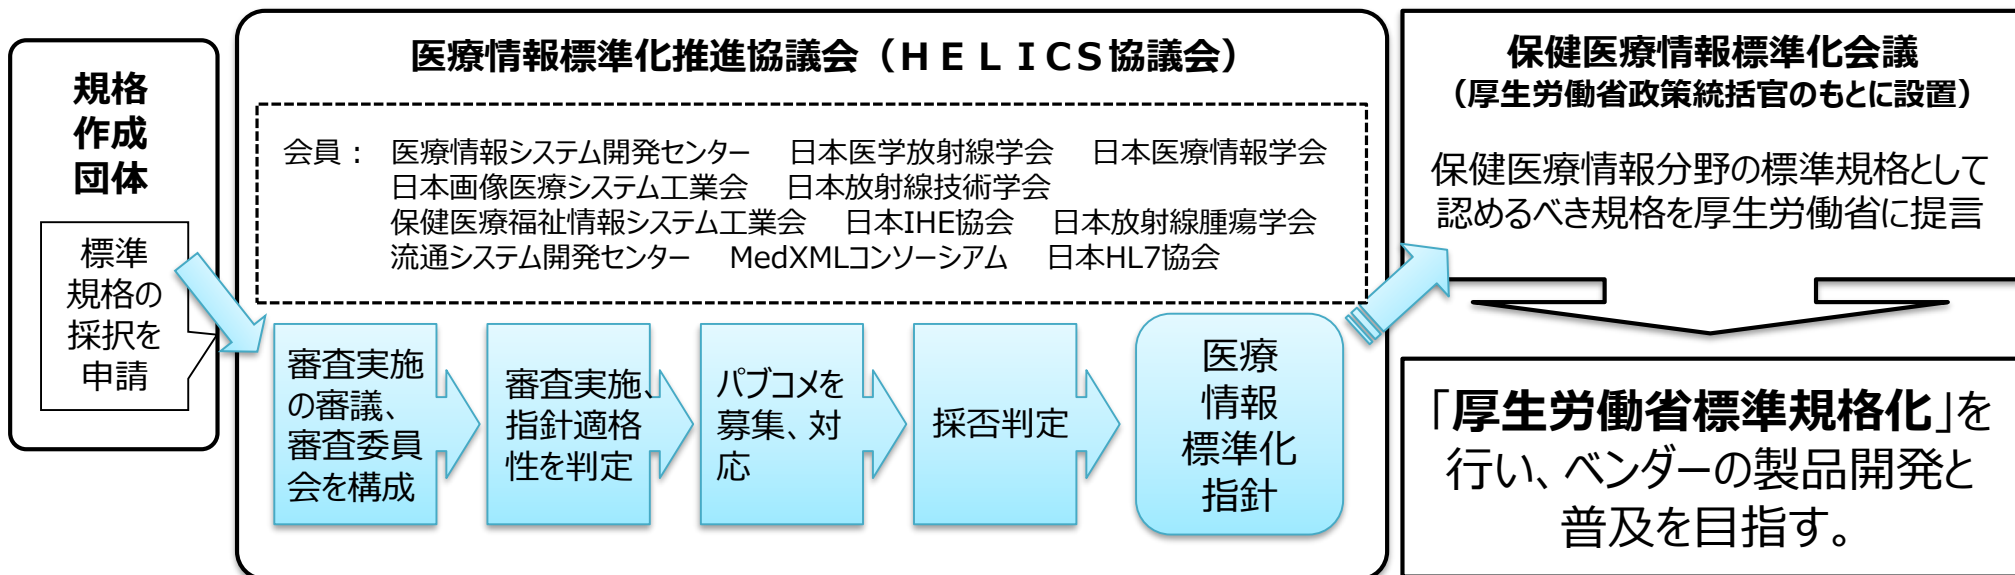 規格
作成
団体
標準
規格の
採択を
申請
医療情報標準化推進協議会（ＨＥＬＩＣＳ協議会）
会員： 医療情報システム開発センター 日本医学放射線学会 日本医療情報学会
日本画像医療システム工業会 日本放射線技術学会
保健医療福祉情報システム工業会 日本IHE協会 日本放射線腫瘍学会
流通システム開発センター MedXMLコンソーシアム 日本HL7協会
審査実施
の審議、
審査委員
会を構成
審査実施、
指針適格
性を判定
パブコメを
募集、対
応
採否判定
医療
情報
標準化
指針
保健医療情報標準化会議
（厚生労働省政策統括官のもとに設置）
保健医療情報分野の標準規格として
認めるべき規格を厚生労働省に提言
「厚生労働省標準規格化」を
行い、ベンダーの製品開発と
普及を目指す。